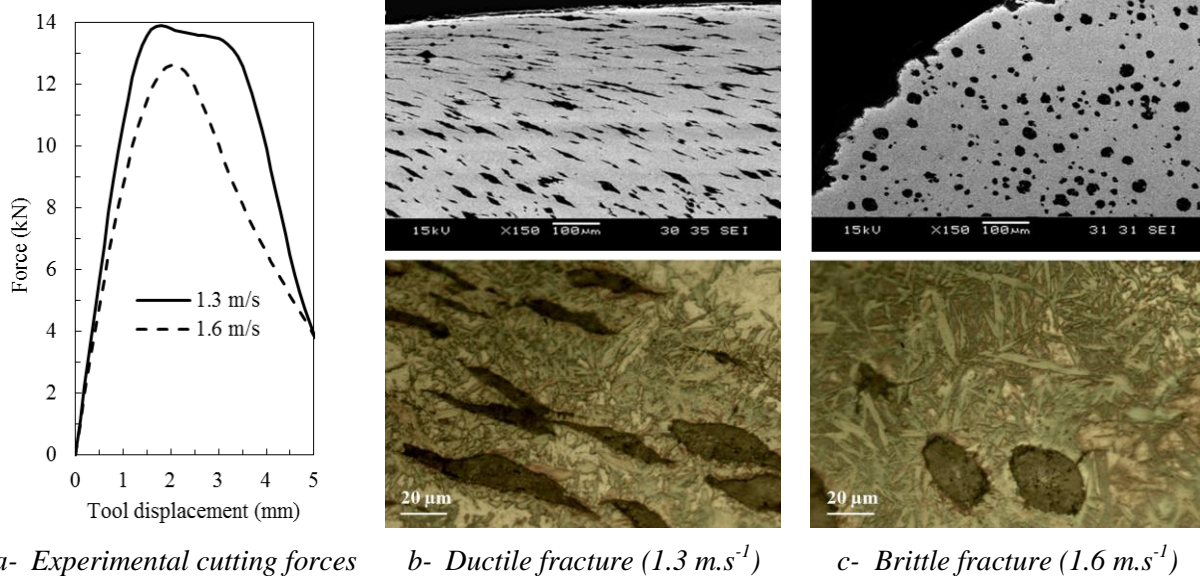 14
12
10
8
6
4
2
0
Force (kN)
1.3 m/s
1.6 m/s
0 1 2 3 4 5
Tool displacement (mm)
15kV X150 100μm 30 35 SEI
15kV X150 100μm 31 31 SEI
20 μm
20 μm
a- Experimental cutting forces
b- Ductile fracture (1.3 m.s⁻¹)
c- Brittle fracture (1.6 m.s⁻¹)